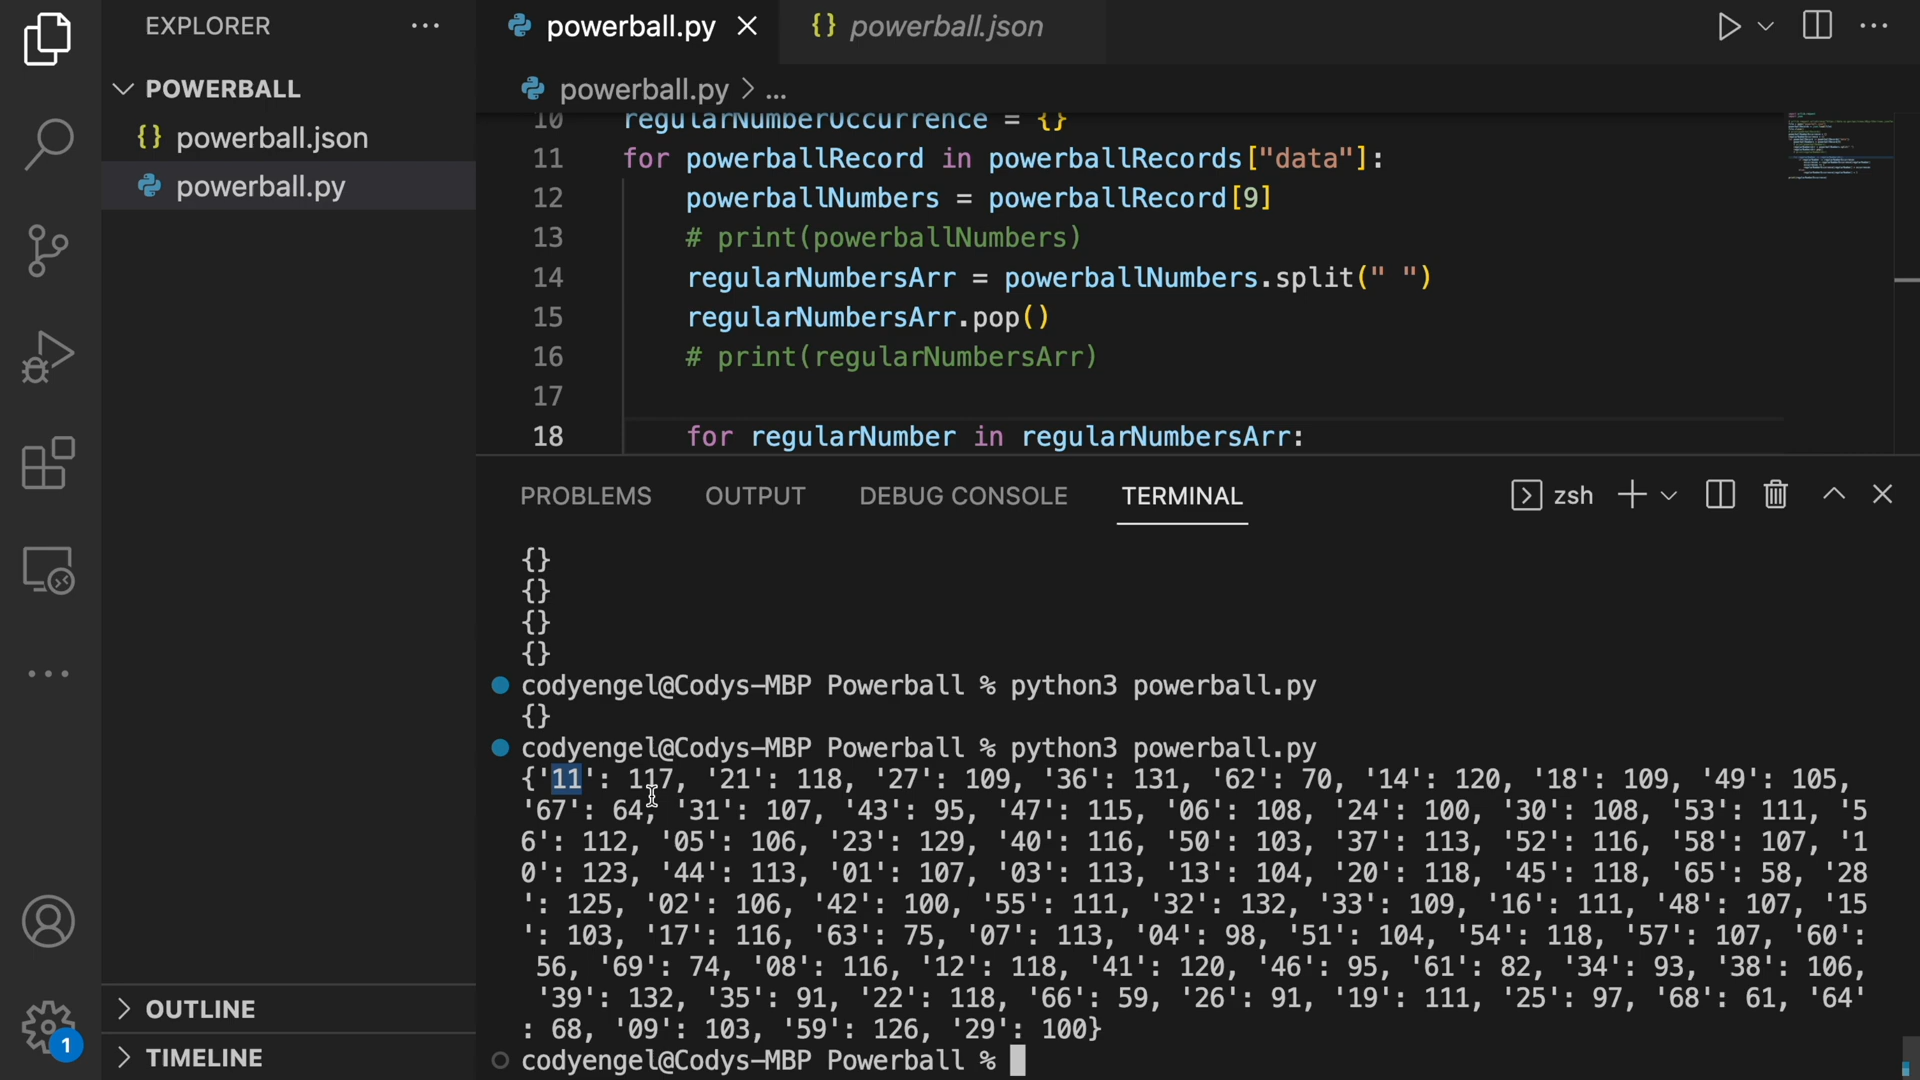 EXPLORER
POWERBALL
{} powerball.json
powerball.py
OUTLINE
TIMELINE
1
powerball.py
{} powerball.json
powerball.py > ...
10 regularNumberOccurrence = {}
11 for powerballRecord in powerballRecords["data"]:
12 powerballNumbers = powerballRecord[9]
13 # print(powerballNumbers)
14 regularNumbersArr = powerballNumbers.split(" ")
15 regularNumbersArr.pop()
16 # print(regularNumbersArr)
17
18 for regularNumber in regularNumbersArr:
PROBLEMS OUTPUT DEBUG CONSOLE TERMINAL zsh
{}
{}
{}
{}
codyengel@Codys-MBP Powerball % python3 powerball.py
{}
codyengel@Codys-MBP Powerball % python3 powerball.py
{'11': 117, '21': 118, '27': 109, '36': 131, '62': 70, '14': 120, '18': 109, '49': 105,
'67': 64, '31': 107, '43': 95, '47': 115, '06': 108, '24': 100, '30': 108, '53': 111, '5
6': 112, '05': 106, '23': 129, '40': 116, '50': 103, '37': 113, '52': 116, '58': 107, '1
0': 123, '44': 113, '01': 107, '03': 113, '13': 104, '20': 118, '45': 118, '65': 58, '28
': 125, '02': 106, '42': 100, '55': 111, '32': 132, '33': 109, '16': 111, '48': 107, '15
': 103, '17': 116, '63': 75, '07': 113, '04': 98, '51': 104, '54': 118, '57': 107, '60':
56, '69': 74, '08': 116, '12': 118, '41': 120, '46': 95, '61': 82, '34': 93, '38': 106,
'39': 132, '35': 91, '22': 118, '66': 59, '26': 91, '19': 111, '25': 97, '68': 61, '64'
: 68, '09': 103, '59': 126, '29': 100}
codyengel@Codys-MBP Powerball %